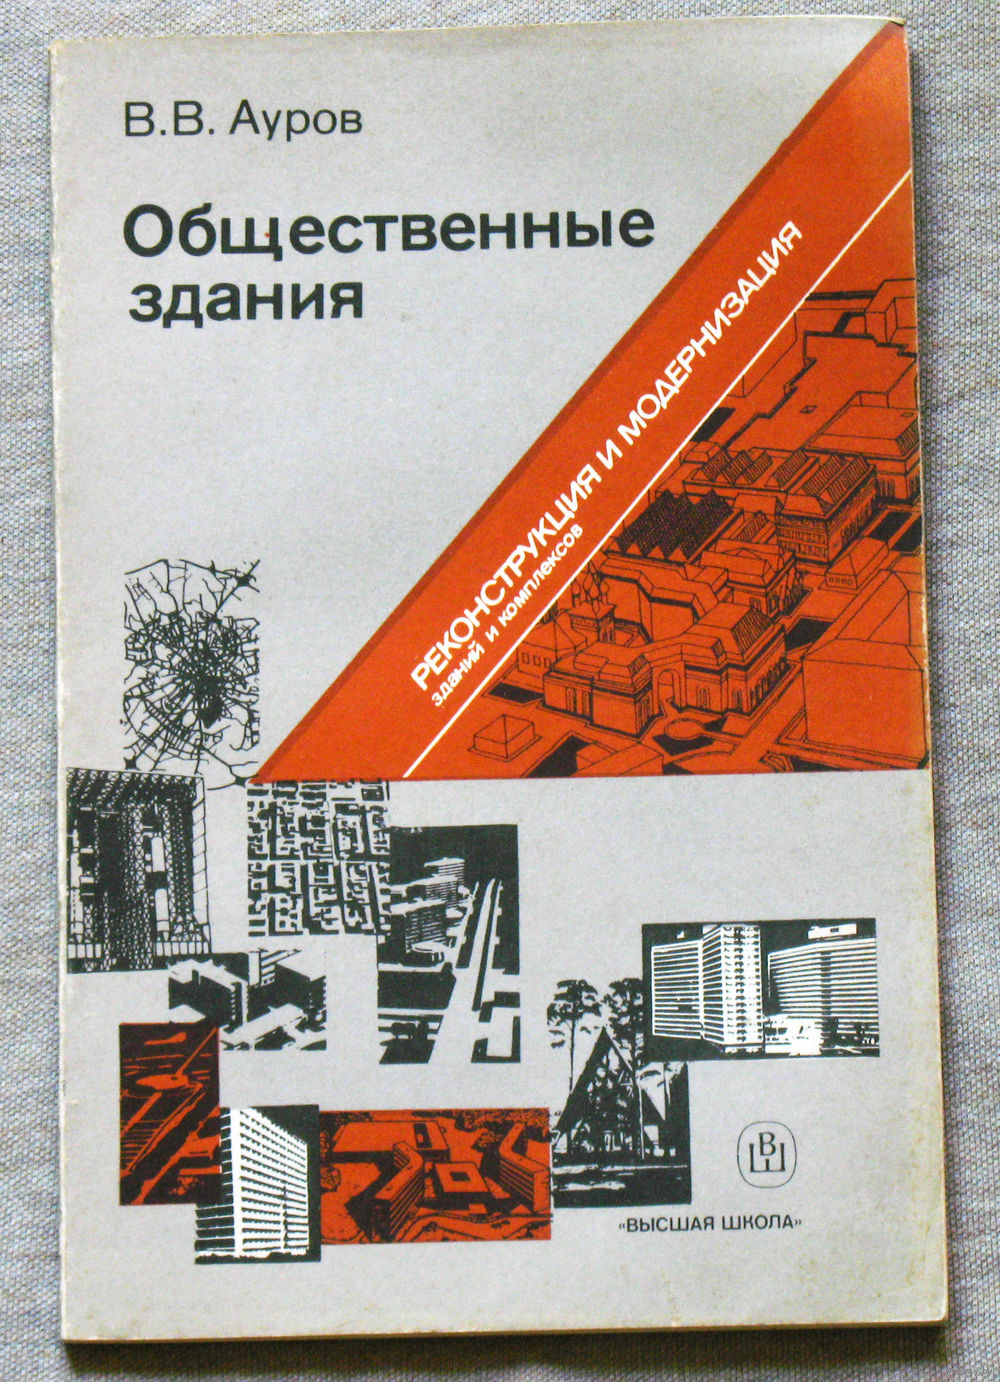 В.В. Ауров
Общественные
здания
РЕКОНСТРУКЦИЯ И МОДЕРНИЗАЦИЯ
зданий и комплексов
ВШ
«ВЫСШАЯ ШКОЛА»